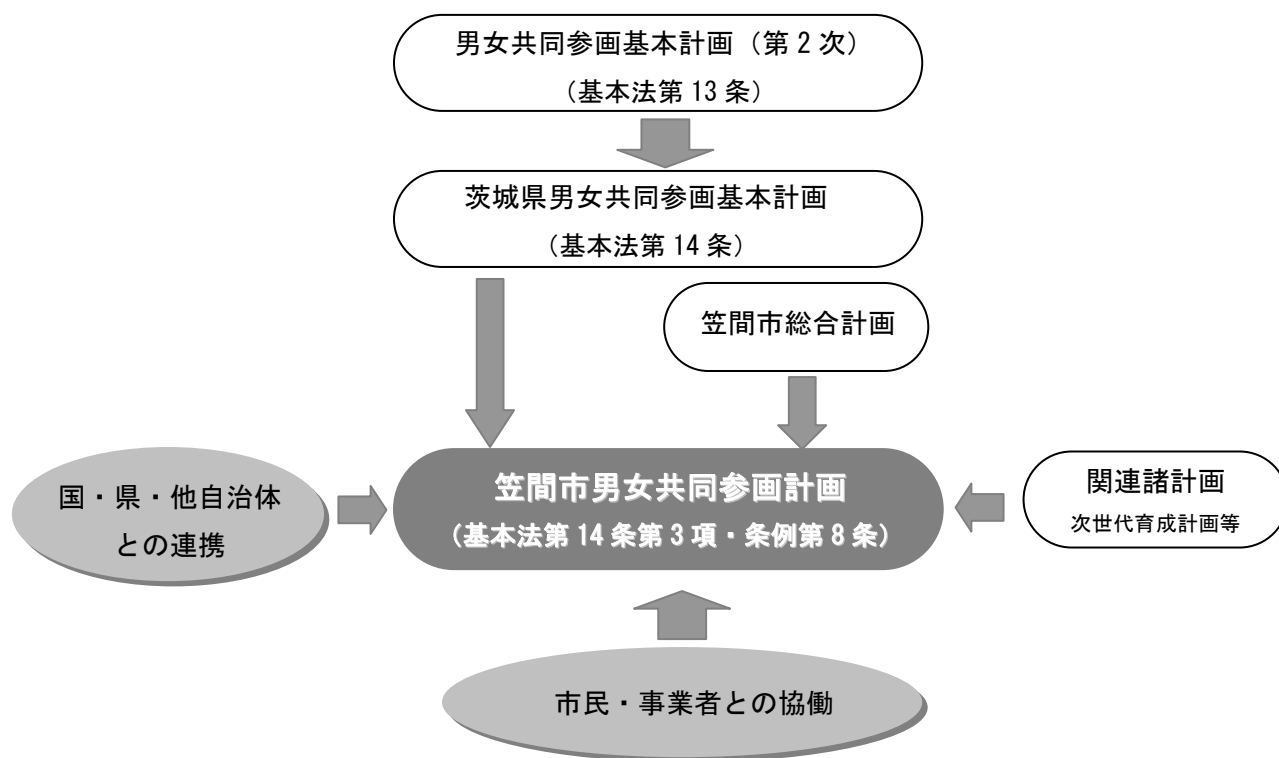 男女共同参画基本計画（第2次）
（基本法第13条）
茨城県男女共同参画基本計画
（基本法第14条）
笠間市総合計画
国・県・他自治体
との連携
笠間市男女共同参画計画
（基本法第14条第3項・条例第8条）
関連諸計画
次世代育成計画等
市民・事業者との協働